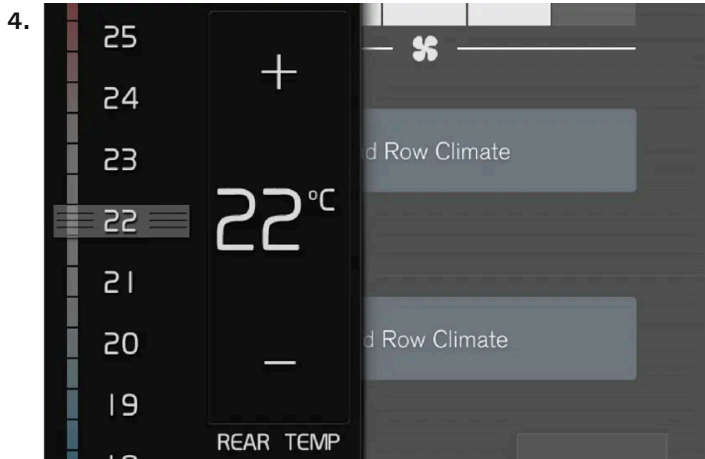 4.
25
24
23
22
21
20
19
+
22°C
–
REAR TEMP
Row Climate
Row Climate